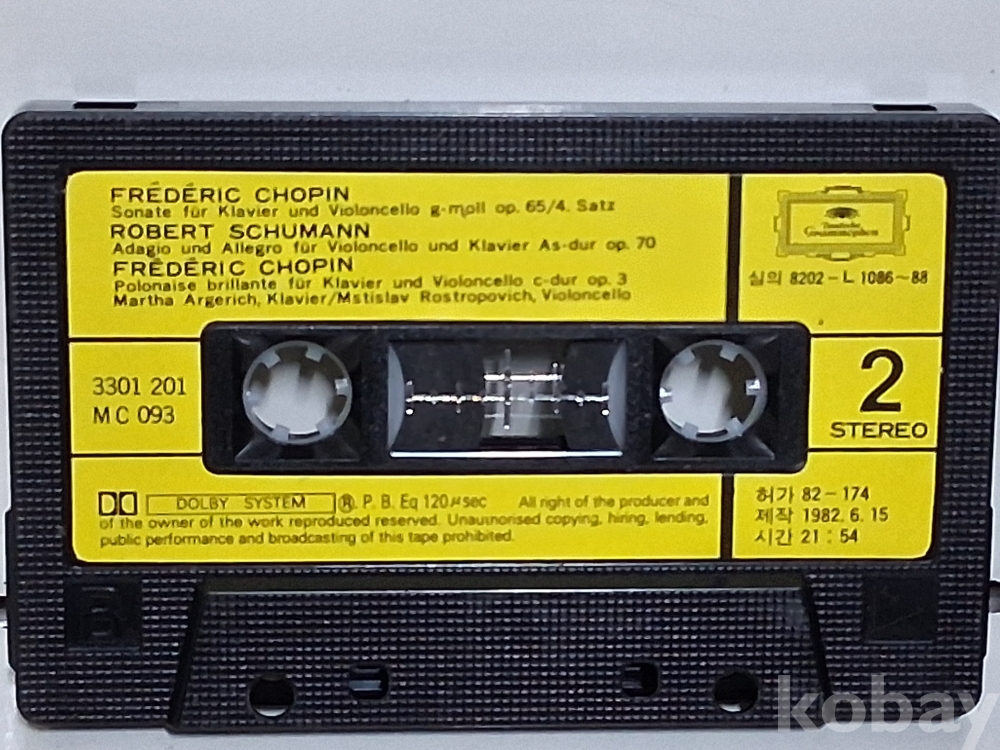 FRÉDÉRIC CHOPIN
Sonate für Klavier und Violoncello g-moll op. 65/4. Satz
ROBERT SCHUMANN
Adagio und Allegro für Violoncello und Klavier As-dur op. 70
FRÉDÉRIC CHOPIN
Polonaise brillante für Klavier und Violoncello c-dur op. 3
Martha Argerich, Klavier/Mstislav Rostropovich, Violoncello
Deutsche
Grammophon
심의 8202-L 1086~88
3301 201
MC 093
2
STEREO
DOLBY SYSTEM ®. P. B. Eq 120μsec All right of the producer and
of the owner of the work reproduced reserved. Unauthorised copying, hiring, lending,
public performance and broadcasting of this tape prohibited.
허가 82-174
제작 1982. 6. 15
시간 21 : 54
B
kobay